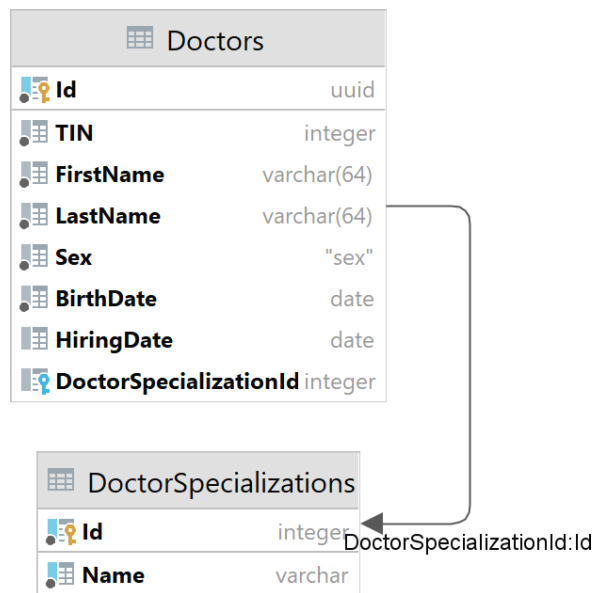 Doctors
Id uuid
TIN integer
FirstName varchar(64)
LastName varchar(64)
Sex "sex"
BirthDate date
HiringDate date
DoctorSpecializationId integer
DoctorSpecializations
Id integer
DoctorSpecializationId:Id
Name varchar